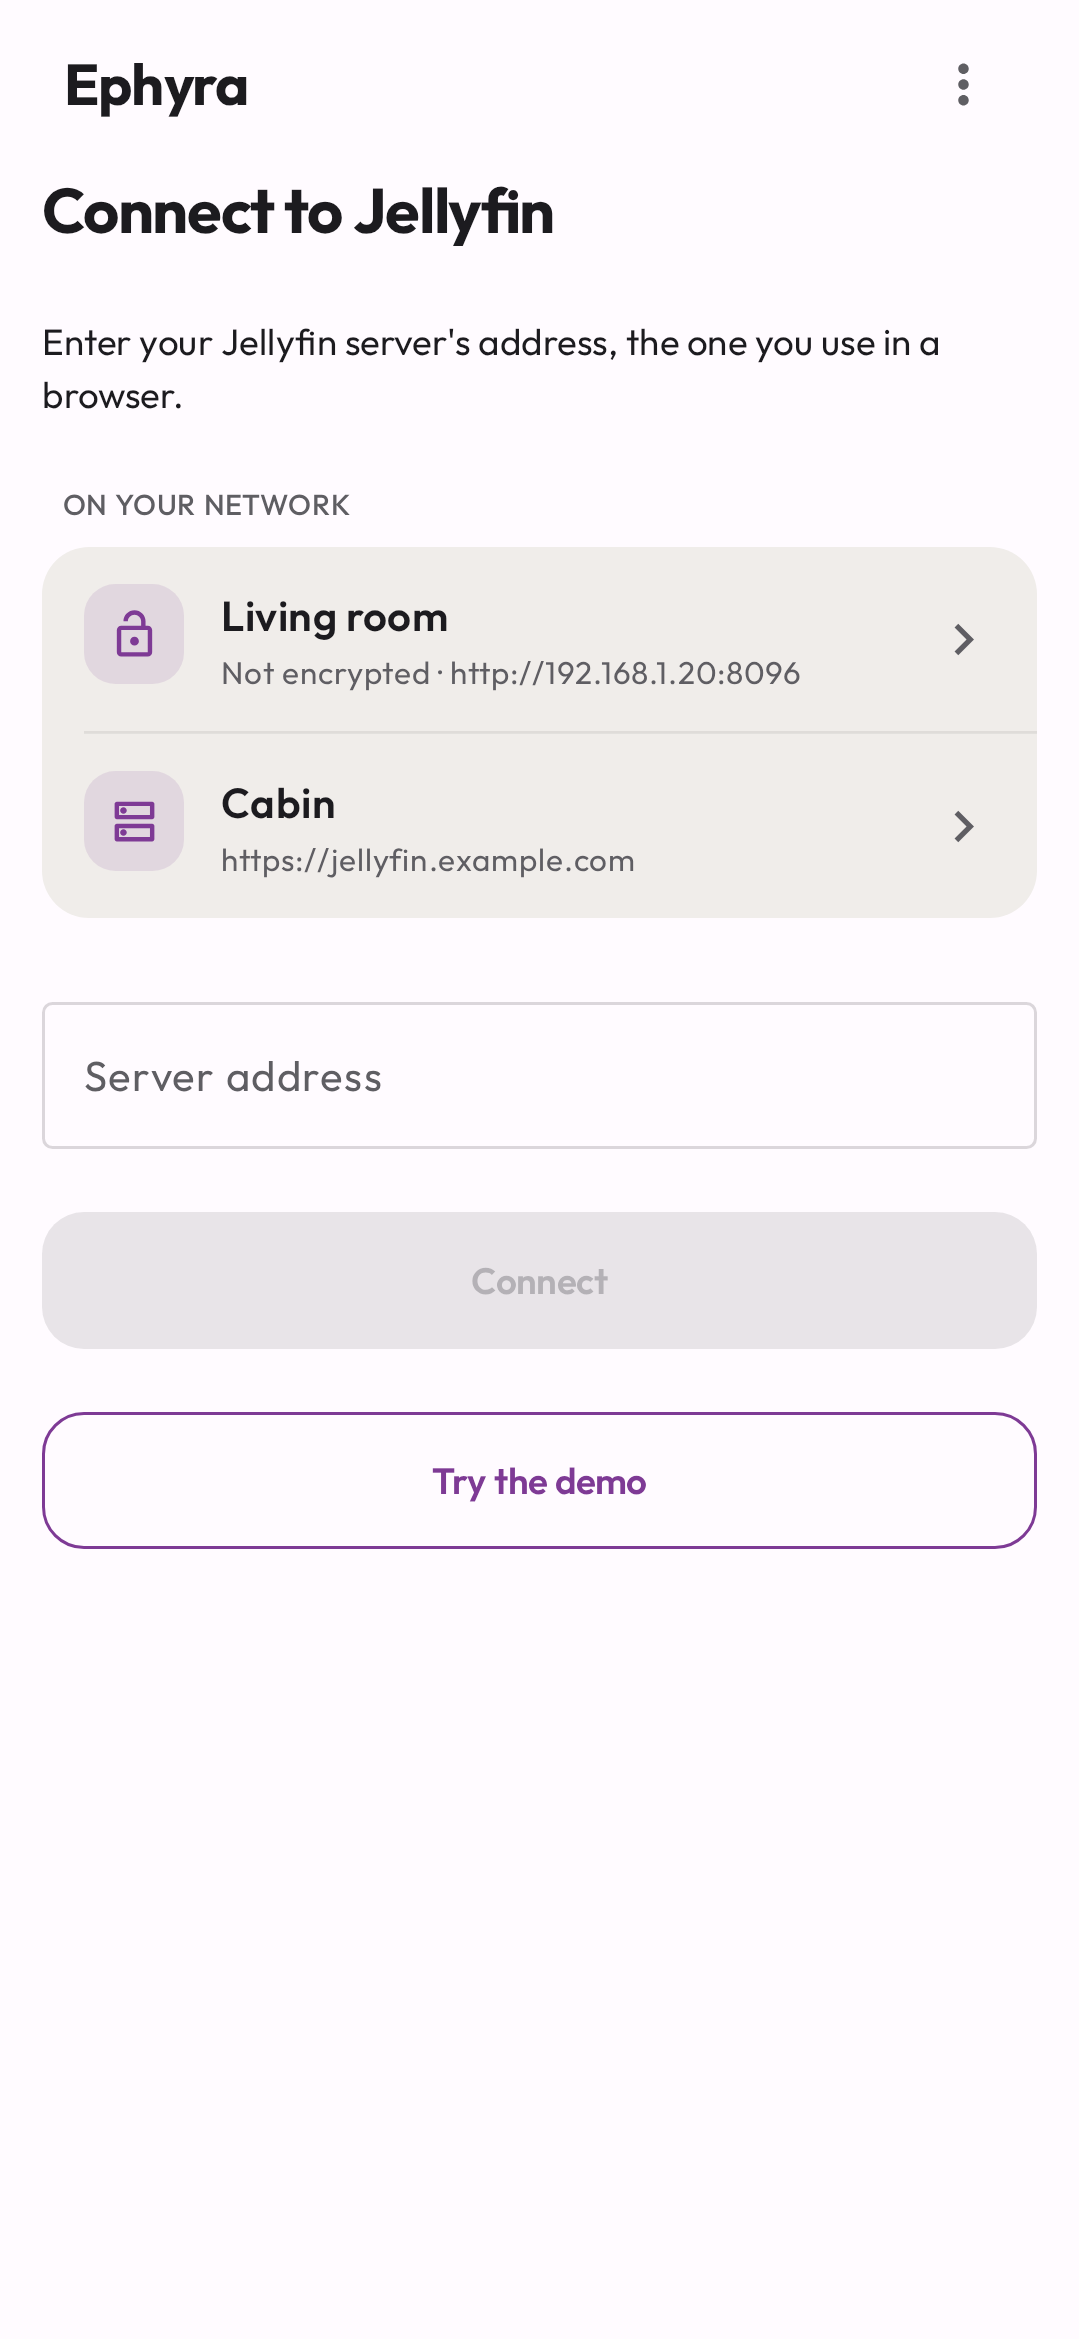 Ephyra
Connect to Jellyfin
Enter your Jellyfin server's address, the one you use in a
browser.
ON YOUR NETWORK
Living room
Not encrypted · http://192.168.1.20:8096
Cabin
https://jellyfin.example.com
Server address
Connect
Try the demo